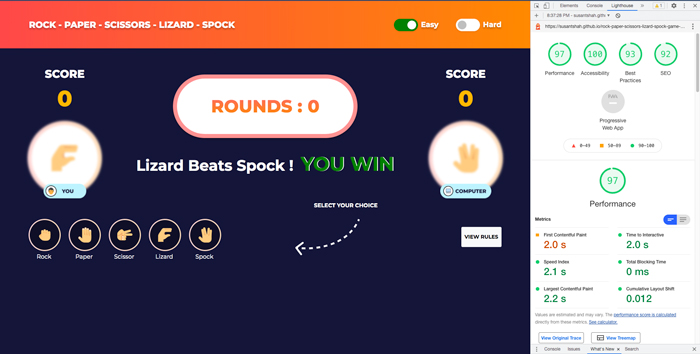 ROCK - PAPER - SCISSORS - LIZARD - SPOCK
Easy
Hard
SCORE
0
ROUNDS : 0
SCORE
0
Lizard Beats Spock ! YOU WIN
YOU
COMPUTER
SELECT YOUR CHOICE
Rock
Paper
Scissor
Lizard
Spock
VIEW RULES
Elements
Console
Lighthouse
»
1
8:37:28 PM - susantshah.gith
https://susantshah.github.io/rock-paper-scissors-lizard-spock-game-...
97
100
93
92
Performance
Accessibility
Best Practices
SEO
PWA
Progressive Web App
0–49
50–89
90–100
97
Performance
Metrics
First Contentful Paint
2.0 s
Time to Interactive
2.0 s
Speed Index
2.1 s
Total Blocking Time
0 ms
Largest Contentful Paint
2.2 s
Cumulative Layout Shift
0.012
Values are estimated and may vary. The performance score is calculated
directly from these metrics. See calculator.
View Original Trace
View Treemap
Console
Issues
What's New
Search